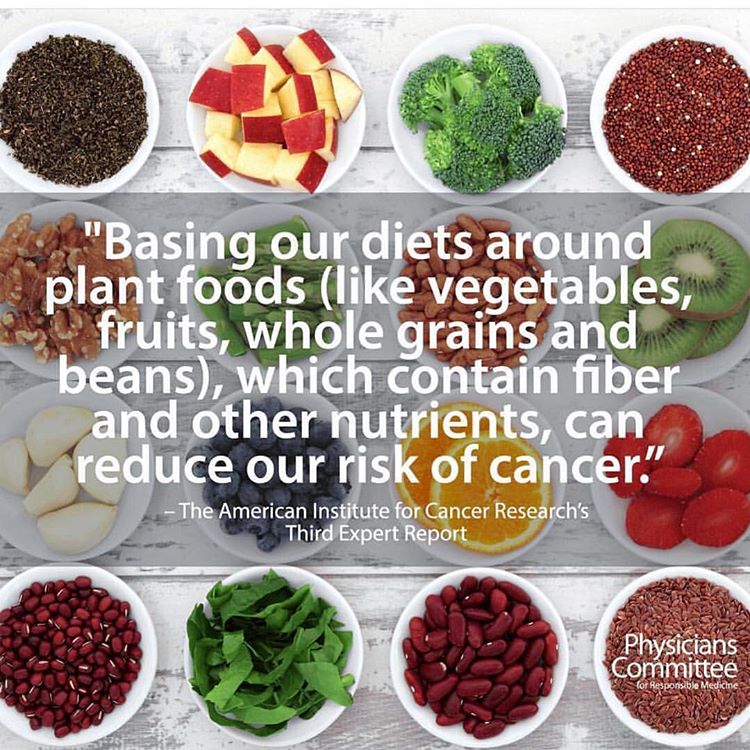 "Basing our diets around
plant foods (like vegetables,
fruits, whole grains and
beans), which contain fiber
and other nutrients, can
reduce our risk of cancer.”
– The American Institute for Cancer Research’s
Third Expert Report
Physicians
Committee
for Responsible Medicine